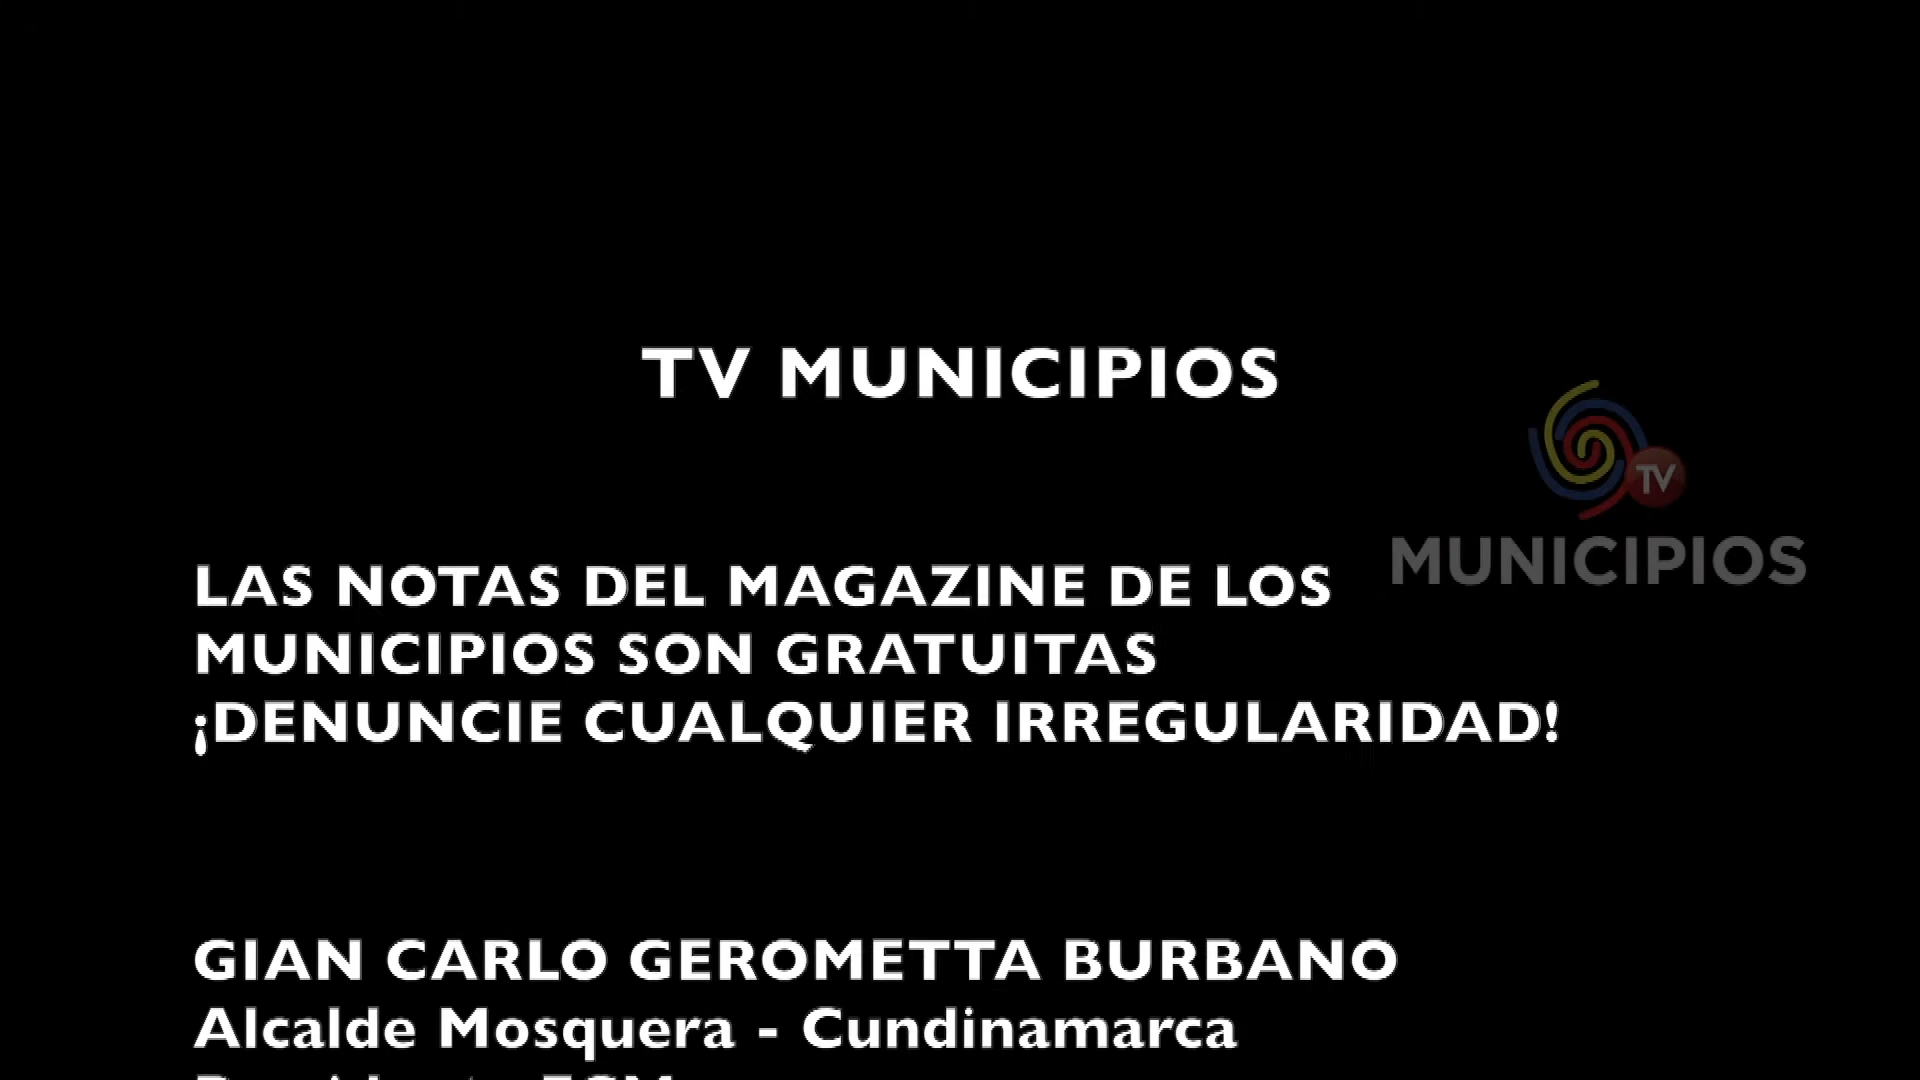 TV MUNICIPIOS
TV
MUNICIPIOS
LAS NOTAS DEL MAGAZINE DE LOS
MUNICIPIOS SON GRATUITAS
¡DENUNCIE CUALQUIER IRREGULARIDAD!
GIAN CARLO GEROMETTA BURBANO
Alcalde Mosquera - Cundinamarca